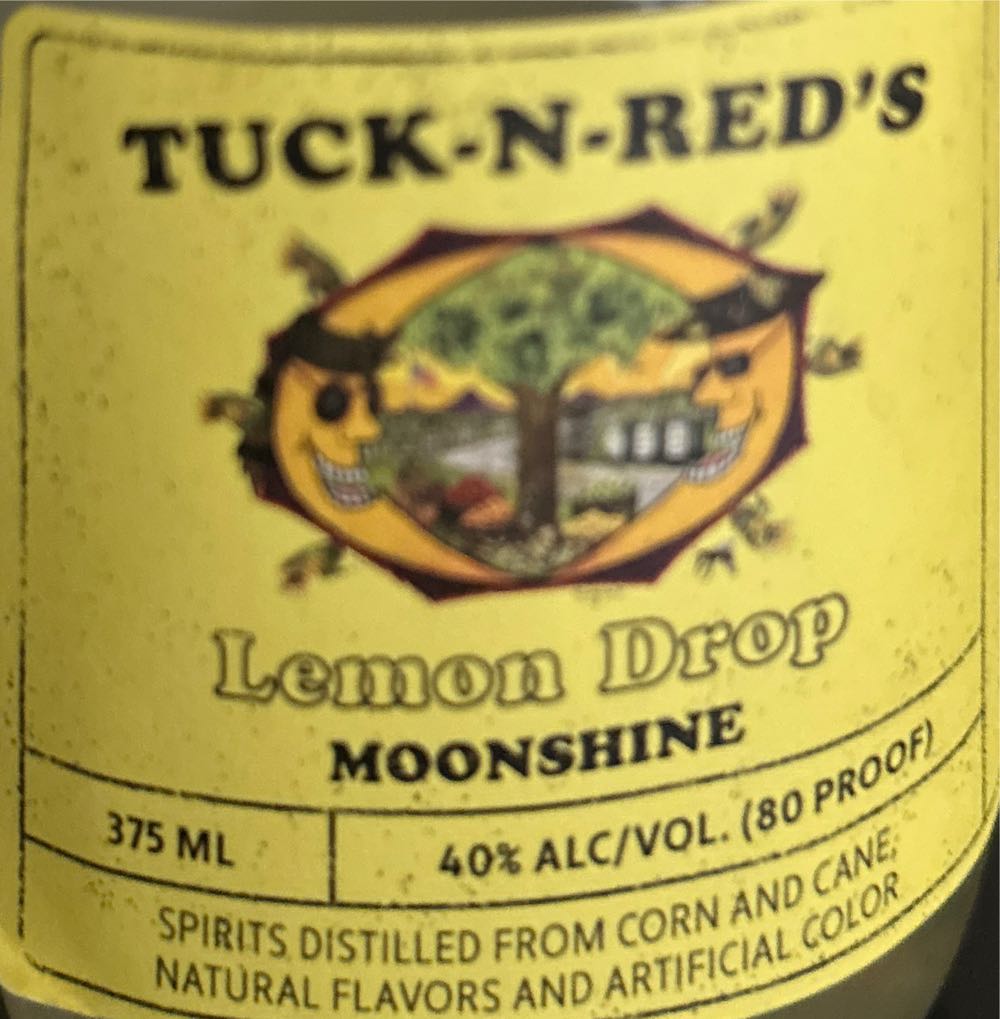 TUCK-N-RED'S
Lemon Drop
MOONSHINE
375 ML
40% ALC/VOL. (80 PROOF)
SPIRITS DISTILLED FROM CORN AND CANE,
NATURAL FLAVORS AND ARTIFICIAL COLOR